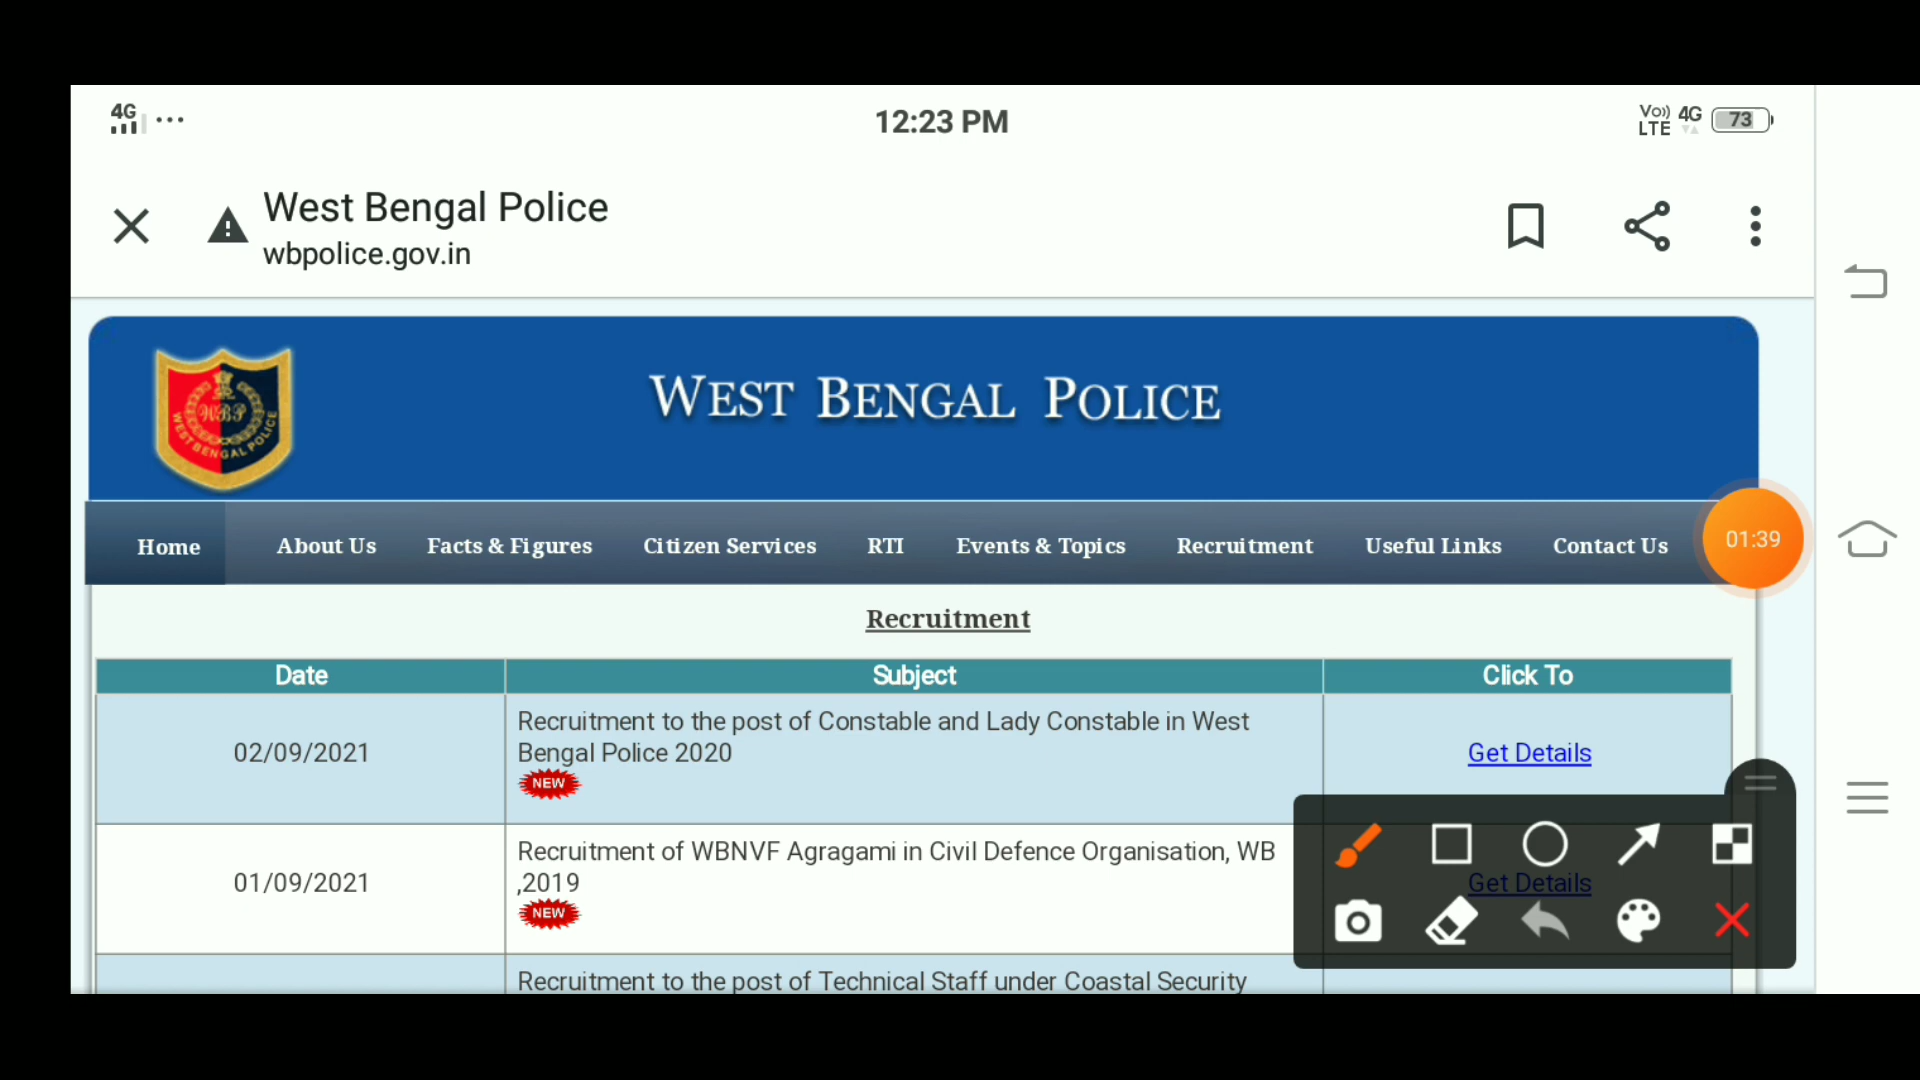 4G
12:23 PM
Vo)) LTE 4G 73
West Bengal Police
wbpolice.gov.in
WBP
WEST BENGAL POLICE
WEST BENGAL POLICE
Home About Us Facts & Figures Citizen Services RTI Events & Topics Recruitment Useful Links Contact Us
01:39
Recruitment
Date Subject Click To
02/09/2021
Recruitment to the post of Constable and Lady Constable in West
Bengal Police 2020
NEW
Get Details
01/09/2021
Recruitment of WBNVF Agragami in Civil Defence Organisation, WB
,2019
NEW
Get Details
Recruitment to the post of Technical Staff under Coastal Security